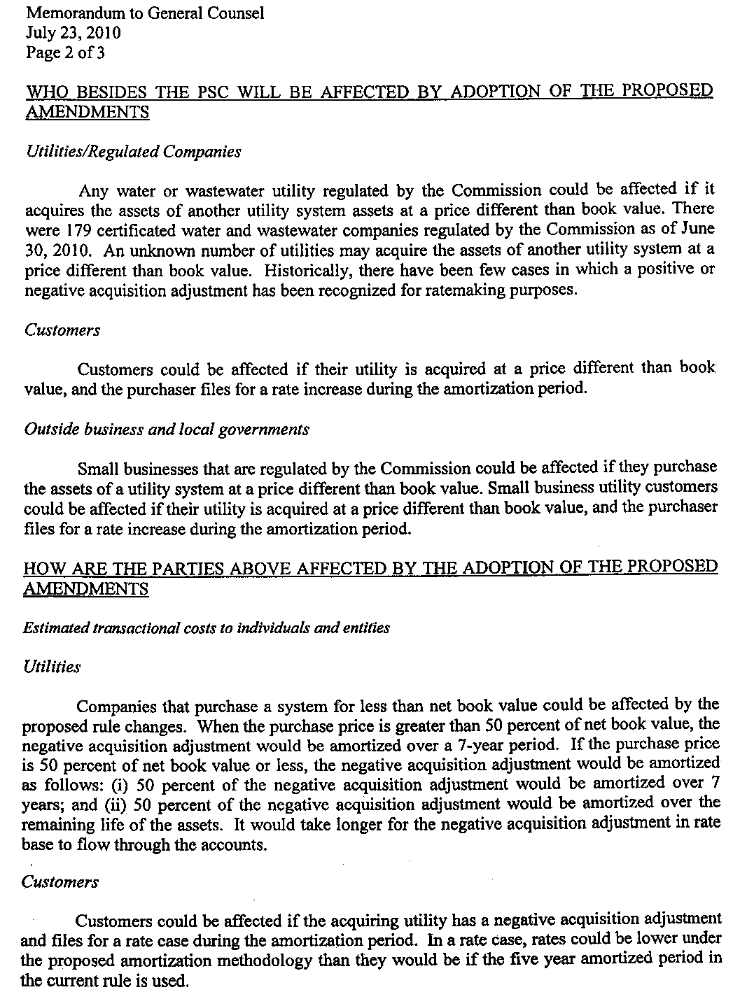 Memorandum to General Counsel
July 23, 2010
Page 2 of 3
WHO BESIDES THE PSC WILL BE AFFECTED BY ADOPTION OF THE PROPOSED
AMENDMENTS
Utilities/Regulated Companies
Any water or wastewater utility regulated by the Commission could be affected if it
acquires the assets of another utility system assets at a price different than book value. There
were 179 certificated water and wastewater companies regulated by the Commission as of June
30, 2010. An unknown number of utilities may acquire the assets of another utility system at a
price different than book value. Historically, there have been few cases in which a positive or
negative acquisition adjustment has been recognized for ratemaking purposes.
Customers
Customers could be affected if their utility is acquired at a price different than book
value, and the purchaser files for a rate increase during the amortization period.
Outside business and local governments
Small businesses that are regulated by the Commission could be affected if they purchase
the assets of a utility system at a price different than book value. Small business utility customers
could be affected if their utility is acquired at a price different than book value, and the purchaser
files for a rate increase during the amortization period.
HOW ARE THE PARTIES ABOVE AFFECTED BY THE ADOPTION OF THE PROPOSED
AMENDMENTS
Estimated transactional costs to individuals and entities
Utilities
Companies that purchase a system for less than net book value could be affected by the
proposed rule changes. When the purchase price is greater than 50 percent of net book value, the
negative acquisition adjustment would be amortized over a 7-year period. If the purchase price
is 50 percent of net book value or less, the negative acquisition adjustment would be amortized
as follows: (i) 50 percent of the negative acquisition adjustment would be amortized over 7
years; and (ii) 50 percent of the negative acquisition adjustment would be amortized over the
remaining life of the assets. It would take longer for the negative acquisition adjustment in rate
base to flow through the accounts.
Customers
Customers could be affected if the acquiring utility has a negative acquisition adjustment
and files for a rate case during the amortization period. In a rate case, rates could be lower under
the proposed amortization methodology than they would be if the five year amortized period in
the current rule is used.